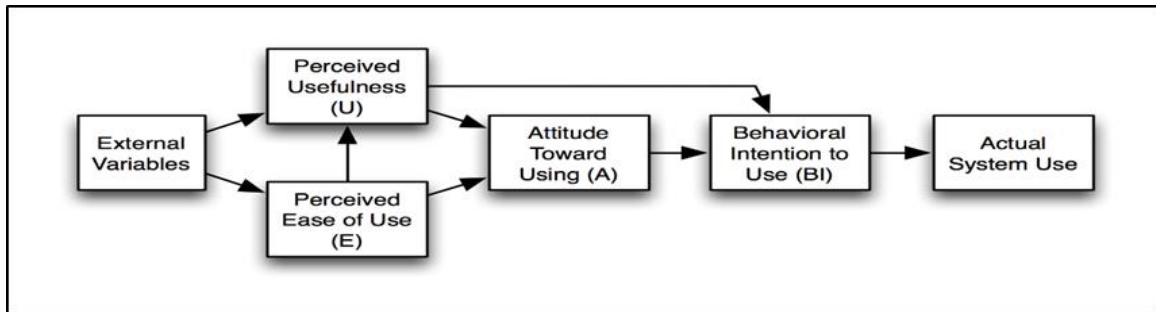 External
Variables
Perceived
Usefulness
(U)
Perceived
Ease of Use
(E)
Attitude
Toward
Using (A)
Behavioral
Intention to
Use (BI)
Actual
System Use